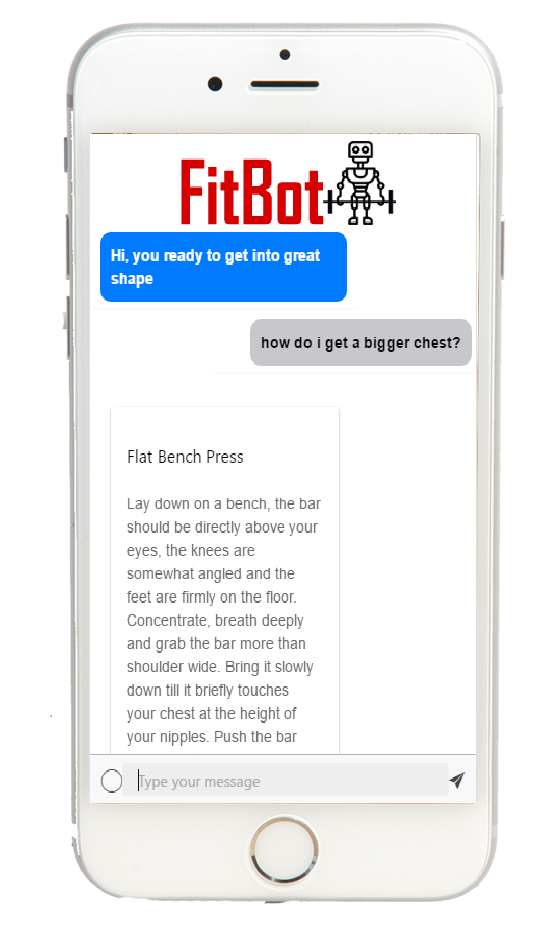 FitBot
Hi, you ready to get into great
shape
how do i get a bigger chest?
Flat Bench Press
Lay down on a bench, the bar
should be directly above your
eyes, the knees are
somewhat angled and the
feet are firmly on the floor.
Concentrate, breath deeply
and grab the bar more than
shoulder wide. Bring it slowly
down till it briefly touches
your chest at the height of
your nipples. Push the bar
Type your message